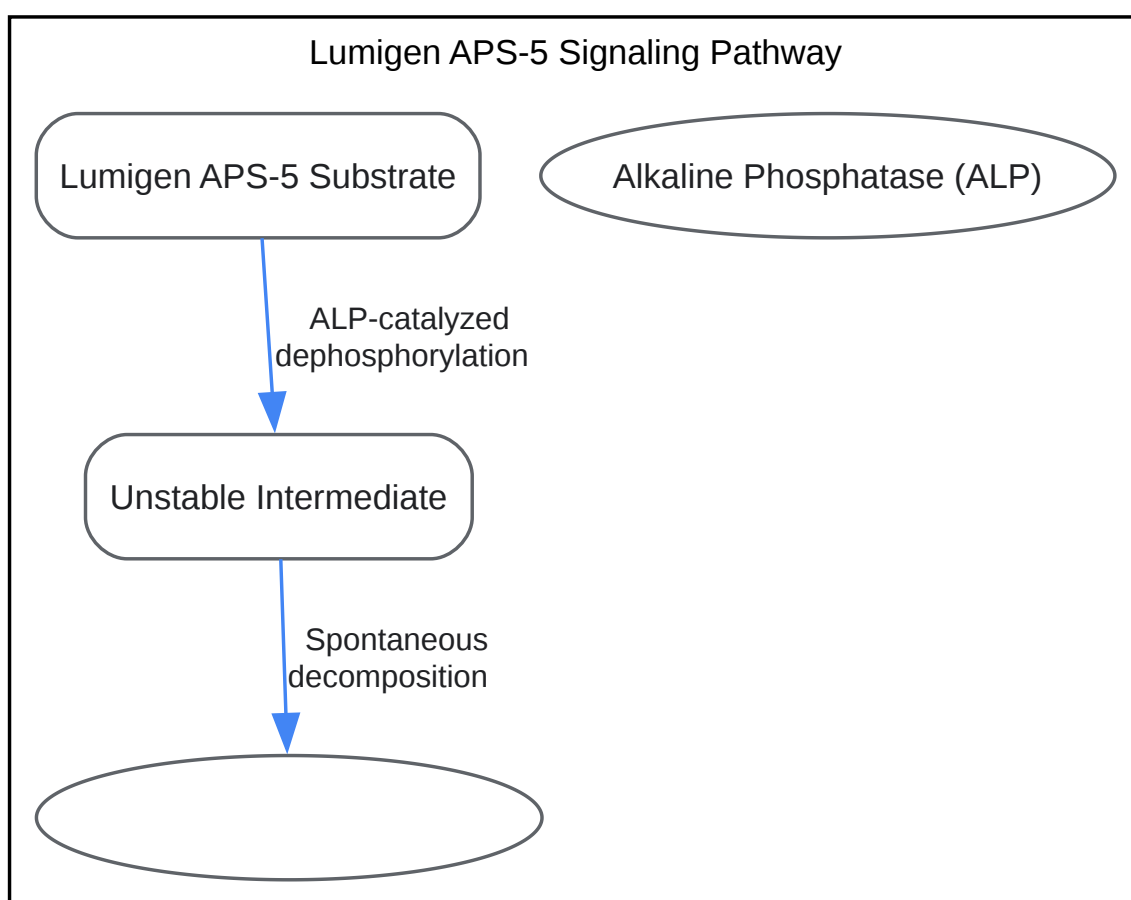 Lumigen APS-5 Signaling Pathway
Lumigen APS-5 Substrate
Alkaline Phosphatase (ALP)
ALP-catalyzed
dephosphorylation
Unstable Intermediate
Spontaneous
decomposition